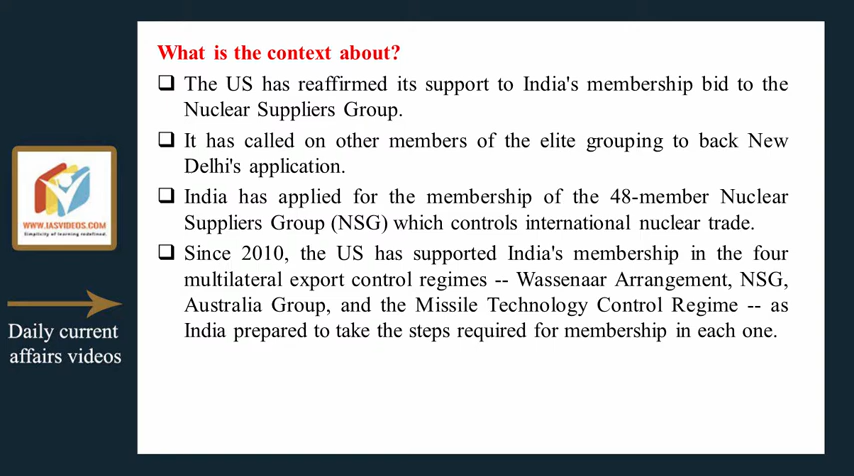 What is the context about?
❑ The US has reaffirmed its support to India's membership bid to the
Nuclear Suppliers Group.
❑ It has called on other members of the elite grouping to back New
Delhi's application.
❑ India has applied for the membership of the 48-member Nuclear
Suppliers Group (NSG) which controls international nuclear trade.
❑ Since 2010, the US has supported India's membership in the four
multilateral export control regimes -- Wassenaar Arrangement, NSG,
Australia Group, and the Missile Technology Control Regime -- as
India prepared to take the steps required for membership in each one.
WWW.IASVIDEOS.COM
Simplicity of learning redefined.
Daily current
affairs videos